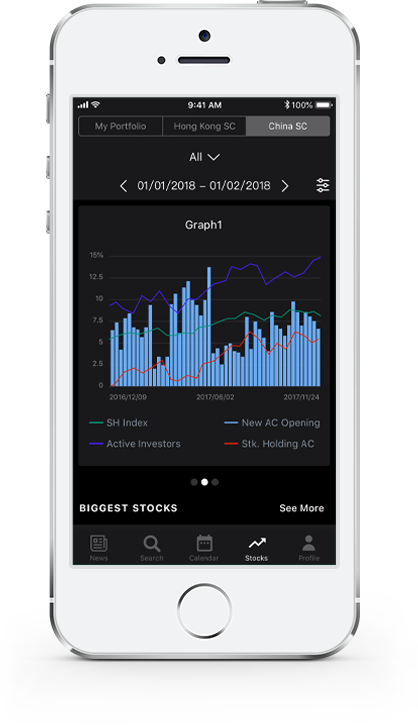 9:41 AM 100%
My Portfolio Hong Kong SC China SC
All
01/01/2018 – 01/02/2018
Graph1
15%
12.5
10
7.5
5
2.5
0
2016/12/09 2017/06/02 2017/11/24
SH Index New AC Opening
Active Investors Stk. Holding AC
BIGGEST STOCKS See More
News Search Calendar Stocks Profile